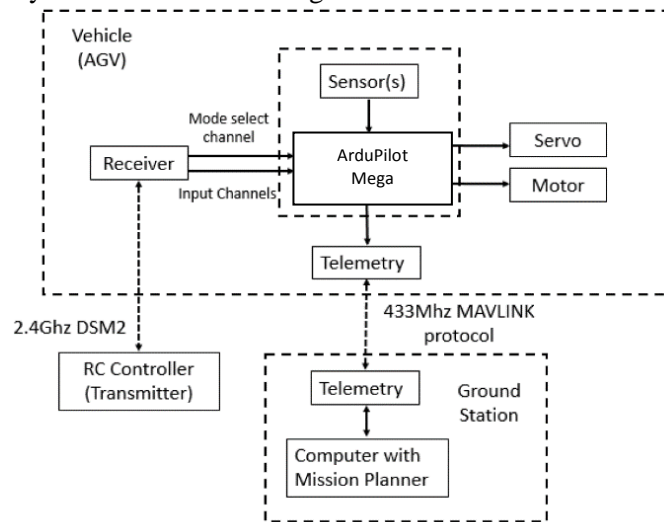 Vehicle
(AGV)
Sensor(s)
Mode select
channel
Receiver
Input Channels
ArduPilot
Mega
Servo
Motor
Telemetry
2.4Ghz DSM2
433Mhz MAVLINK
protocol
RC Controller
(Transmitter)
Telemetry
Ground
Station
Computer with
Mission Planner